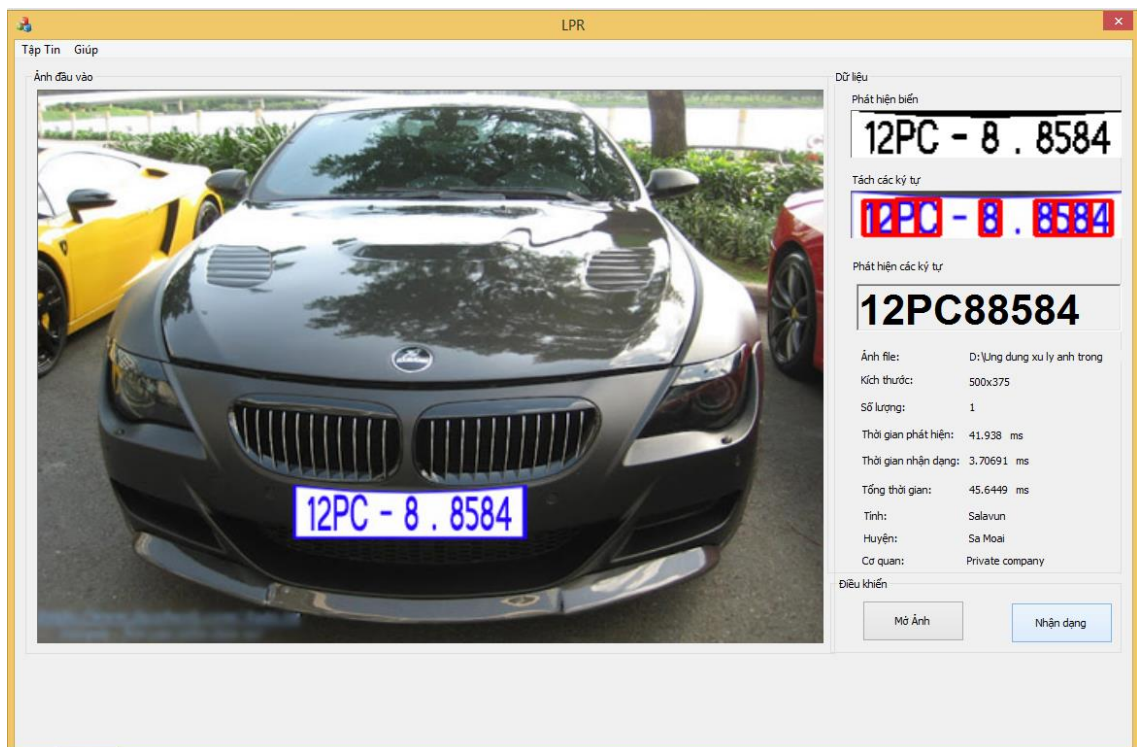 LPR
Tập Tin Giúp
Ảnh đầu vào
12PC - 8 . 8584
Dữ liệu
Phát hiện biển
12PC - 8 . 8584
Tách các ký tự
12PC - 8 . 8584
Phát hiện các ký tự
12PC88584
Ảnh file: D:\Ung dung xu ly anh trong
Kích thước: 500x375
Số lượng: 1
Thời gian phát hiện: 41.938 ms
Thời gian nhận dạng: 3.70691 ms
Tổng thời gian: 45.6449 ms
Tỉnh: Salavun
Huyện: Sa Moai
Cơ quan: Private company
Điều khiển
Mở Ảnh Nhận dạng